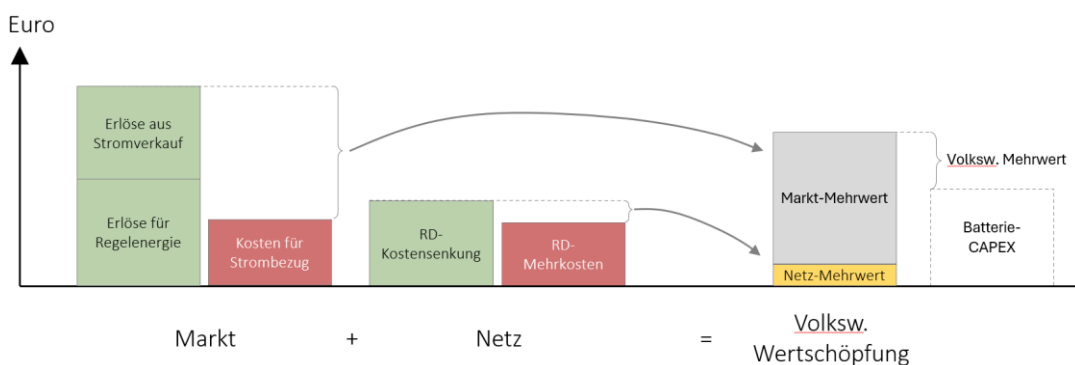 Euro
Erlöse aus
Stromverkauf
Erlöse für
Regelenergie
Kosten für
Strombezug
RD-
Kostensenkung
RD-
Mehrkosten
Markt-Mehrwert
Netz-Mehrwert
Volksw. Mehrwert
Batterie-
CAPEX
Markt
+
Netz
=
Volksw.
Wertschöpfung